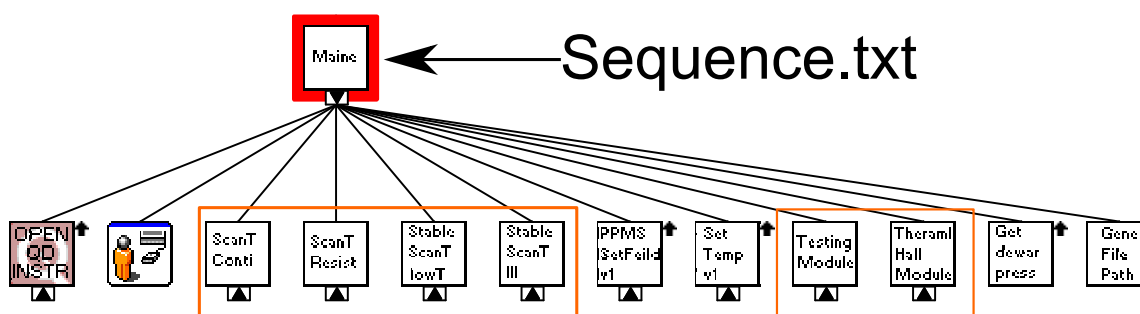 Maine
Sequence.txt
OPEN
QD
INSTR
ScanT
Conti
ScanT
Resist
Stable
ScanT
lowT
Stable
ScanT
III
PPMS
SetFeild
v1
Set
Temp
v1
Testing
Module
Theraml
Hall
Module
Get
dewar
press
Gene
File
Path